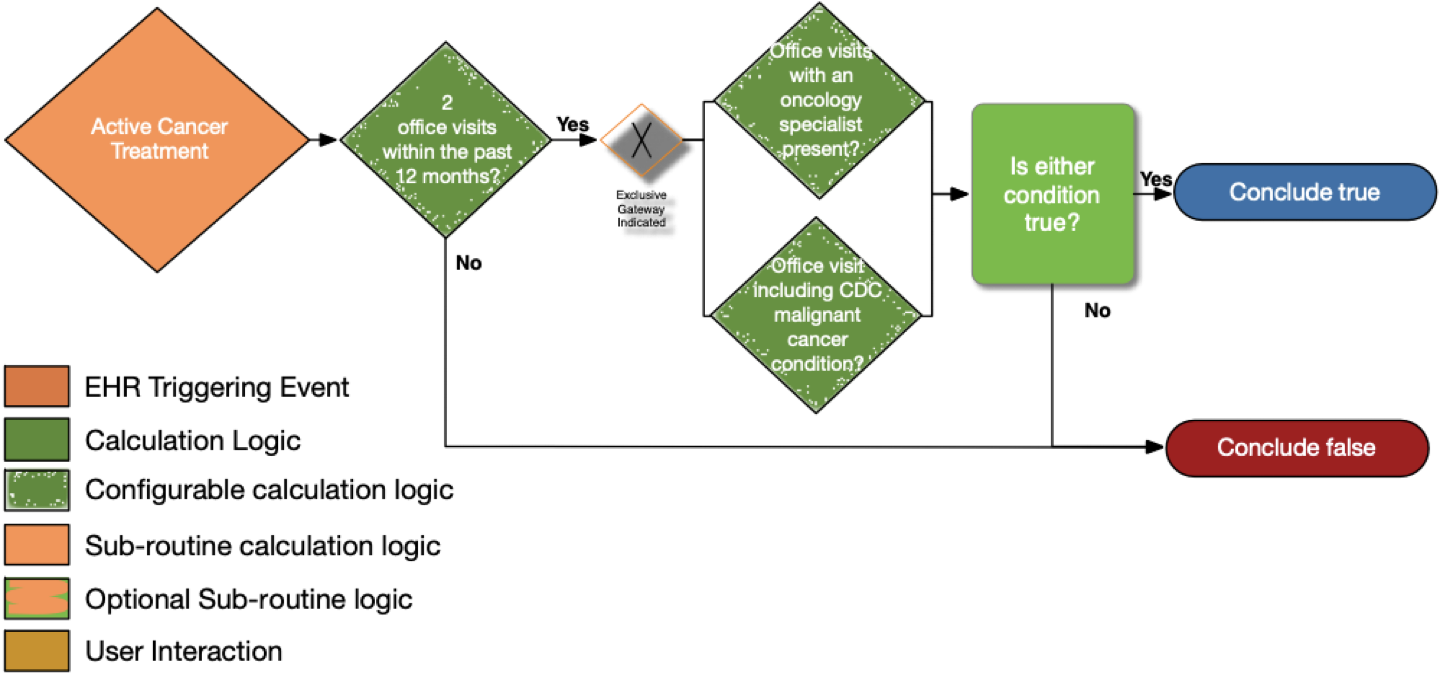 Active Cancer
Treatment
2
office visits
within the past
12 months?
Yes
No
X
Exclusive
Gateway
Indicated
Office visits
with an
oncology
specialist
present?
Office visit
including CDC
malignant
cancer
condition?
Is either
condition
true?
Yes
No
Conclude true
Conclude false
EHR Triggering Event
Calculation Logic
Configurable calculation logic
Sub-routine calculation logic
Optional Sub-routine logic
User Interaction